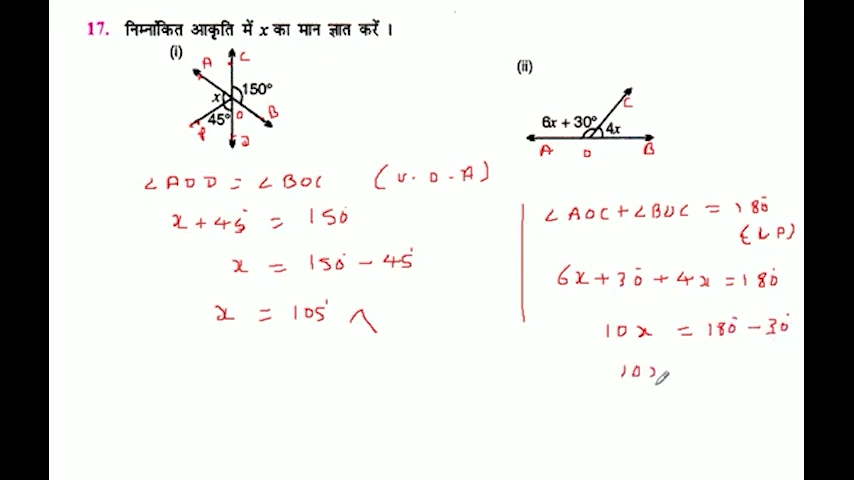 17. निम्नांकित आकृति में x का मान ज्ञात करें ।
(i)
A
C
x
150°
45°
O
B
P
D
∠AOD = ∠BOC (V.O.A)
x + 45° = 150°
x = 150° - 45°
x = 105°
(ii)
C
6x + 30°
4x
A
O
B
∠AOC + ∠BOC = 180°
(LP)
6x + 30° + 4x = 180°
10x = 180° - 30°
10x